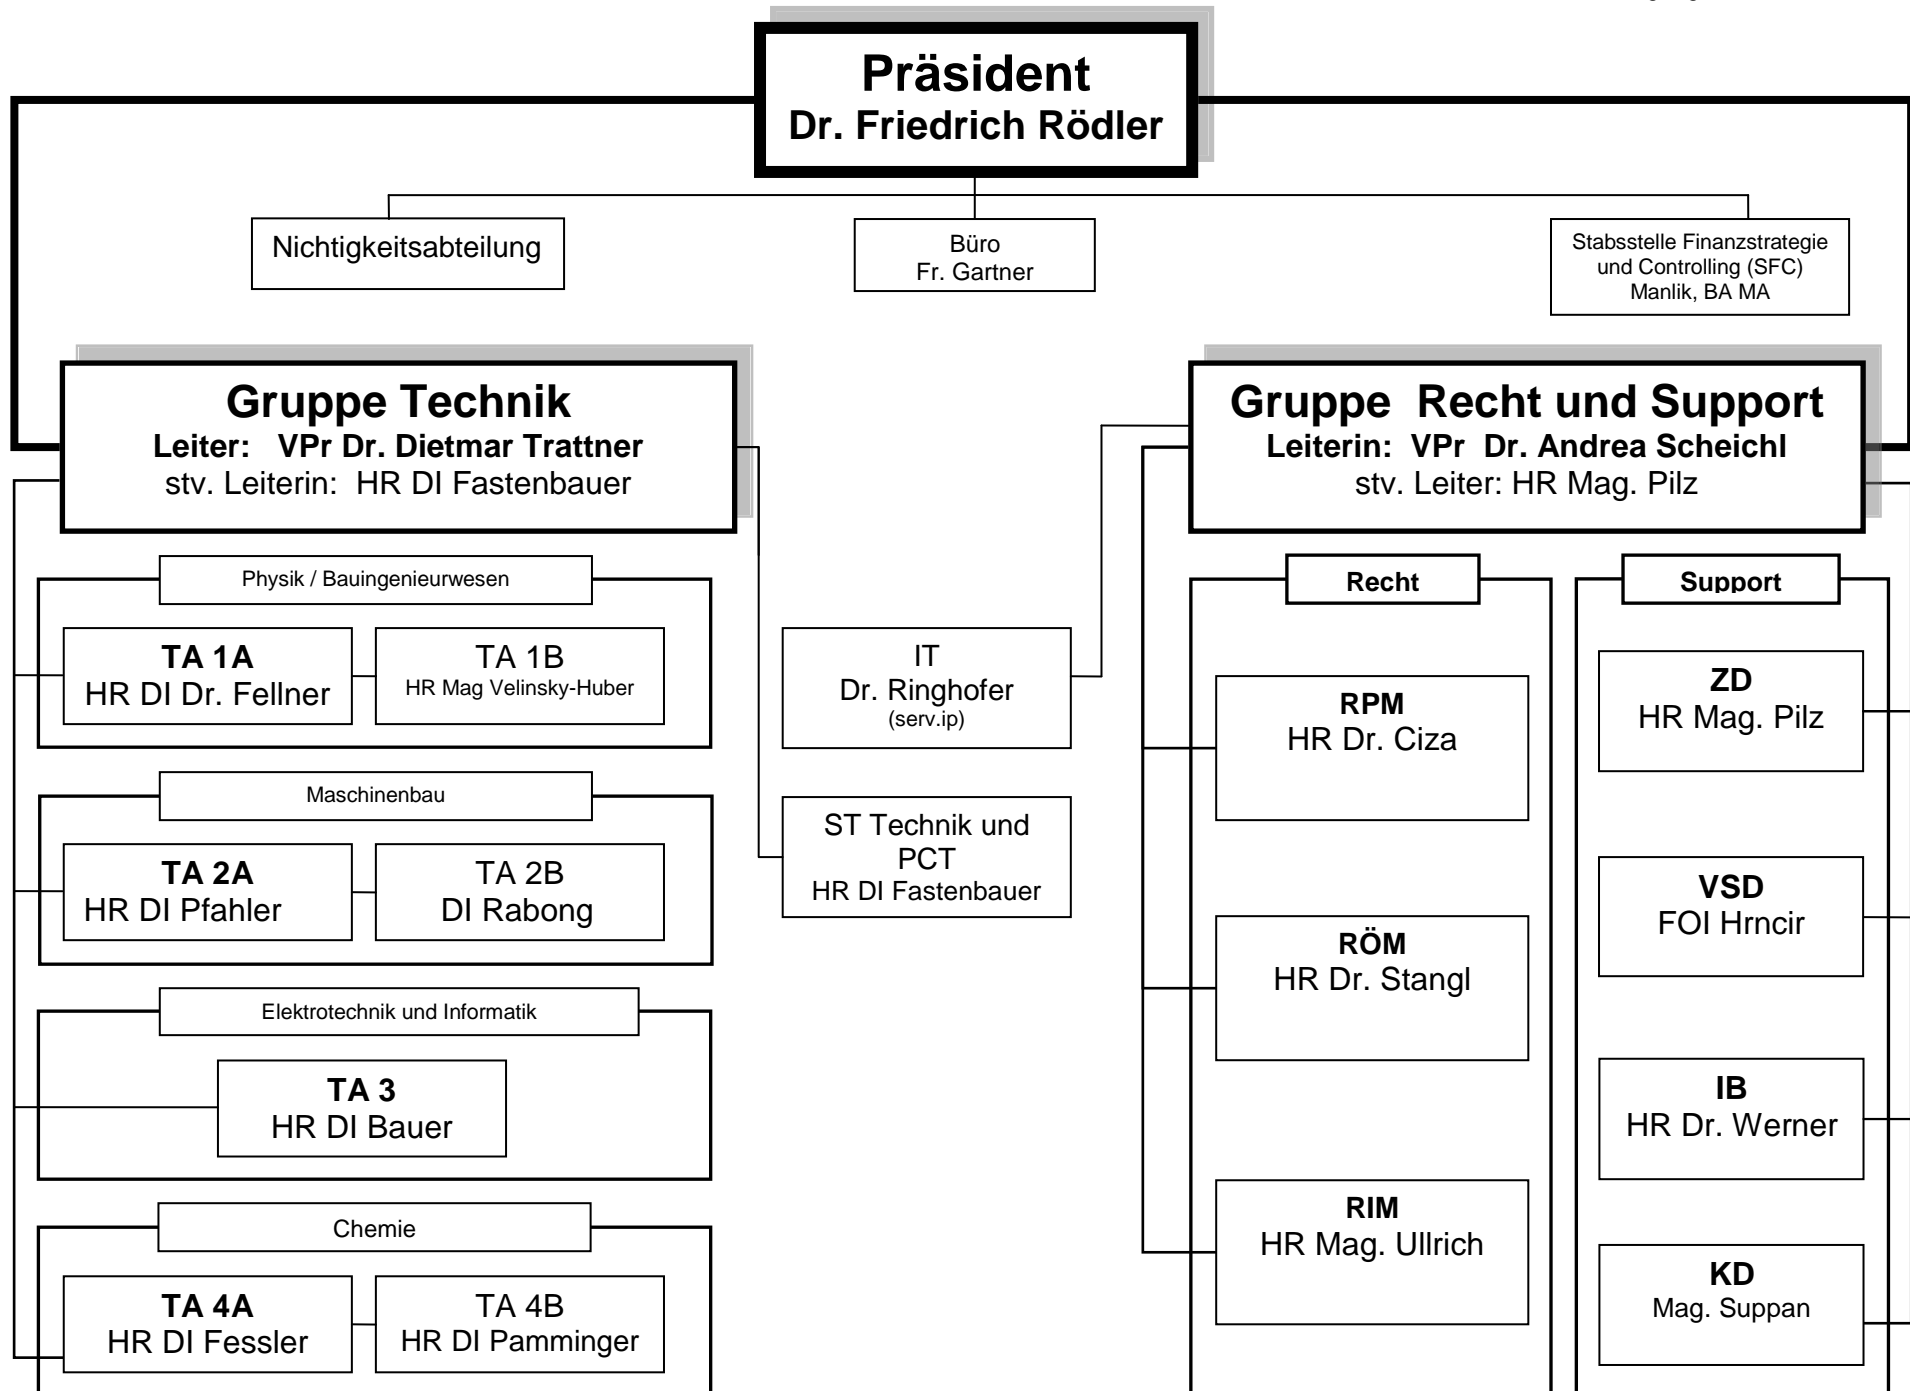 Präsident
Dr. Friedrich Rödler
Nichtigkeitsabteilung
Büro
Fr. Gartner
Stabsstelle Finanzstrategie
und Controlling (SFC)
Manlik, BA MA
Gruppe Technik
Leiter: VPr Dr. Dietmar Trattner
stv. Leiterin: HR DI Fastenbauer
Gruppe Recht und Support
Leiterin: VPr Dr. Andrea Scheichl
stv. Leiter: HR Mag. Pilz
Physik / Bauingenieurwesen
TA 1A
HR DI Dr. Fellner
TA 1B
HR Mag Velinsky-Huber
Maschinenbau
TA 2A
HR DI Pfahler
TA 2B
DI Rabong
Elektrotechnik und Informatik
TA 3
HR DI Bauer
Chemie
TA 4A
HR DI Fessler
TA 4B
HR DI Pamminger
IT
Dr. Ringhofer
(serv.ip)
ST Technik und
PCT
HR DI Fastenbauer
Recht
RPM
HR Dr. Ciza
RÖM
HR Dr. Stangl
RIM
HR Mag. Ullrich
Support
ZD
HR Mag. Pilz
VSD
FOI Hrncir
IB
HR Dr. Werner
KD
Mag. Suppan